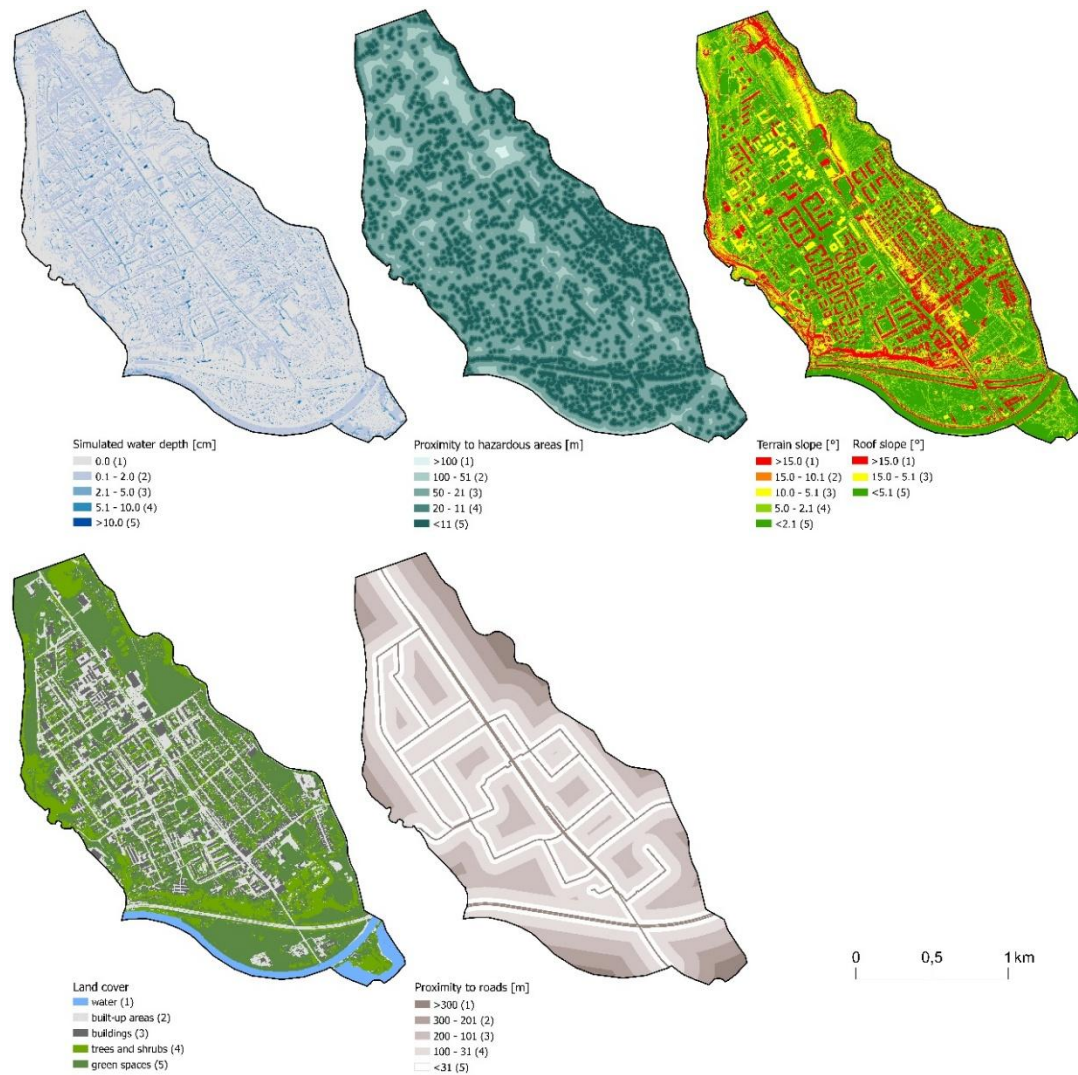 Simulated water depth [cm]
0.0 (1)
0.1 - 2.0 (2)
2.1 - 5.0 (3)
5.1 - 10.0 (4)
>10.0 (5)
Proximity to hazardous areas [m]
>100 (1)
100 - 51 (2)
50 - 21 (3)
20 - 11 (4)
<11 (5)
Terrain slope [°]
>15.0 (1)
15.0 - 10.1 (2)
10.0 - 5.1 (3)
5.0 - 2.1 (4)
<2.1 (5)
Roof slope [°]
>15.0 (1)
15.0 - 5.1 (3)
<5.1 (5)
Land cover
water (1)
built-up areas (2)
buildings (3)
trees and shrubs (4)
green spaces (5)
Proximity to roads [m]
>300 (1)
300 - 201 (2)
200 - 101 (3)
100 - 31 (4)
<31 (5)
0 0,5 1 km